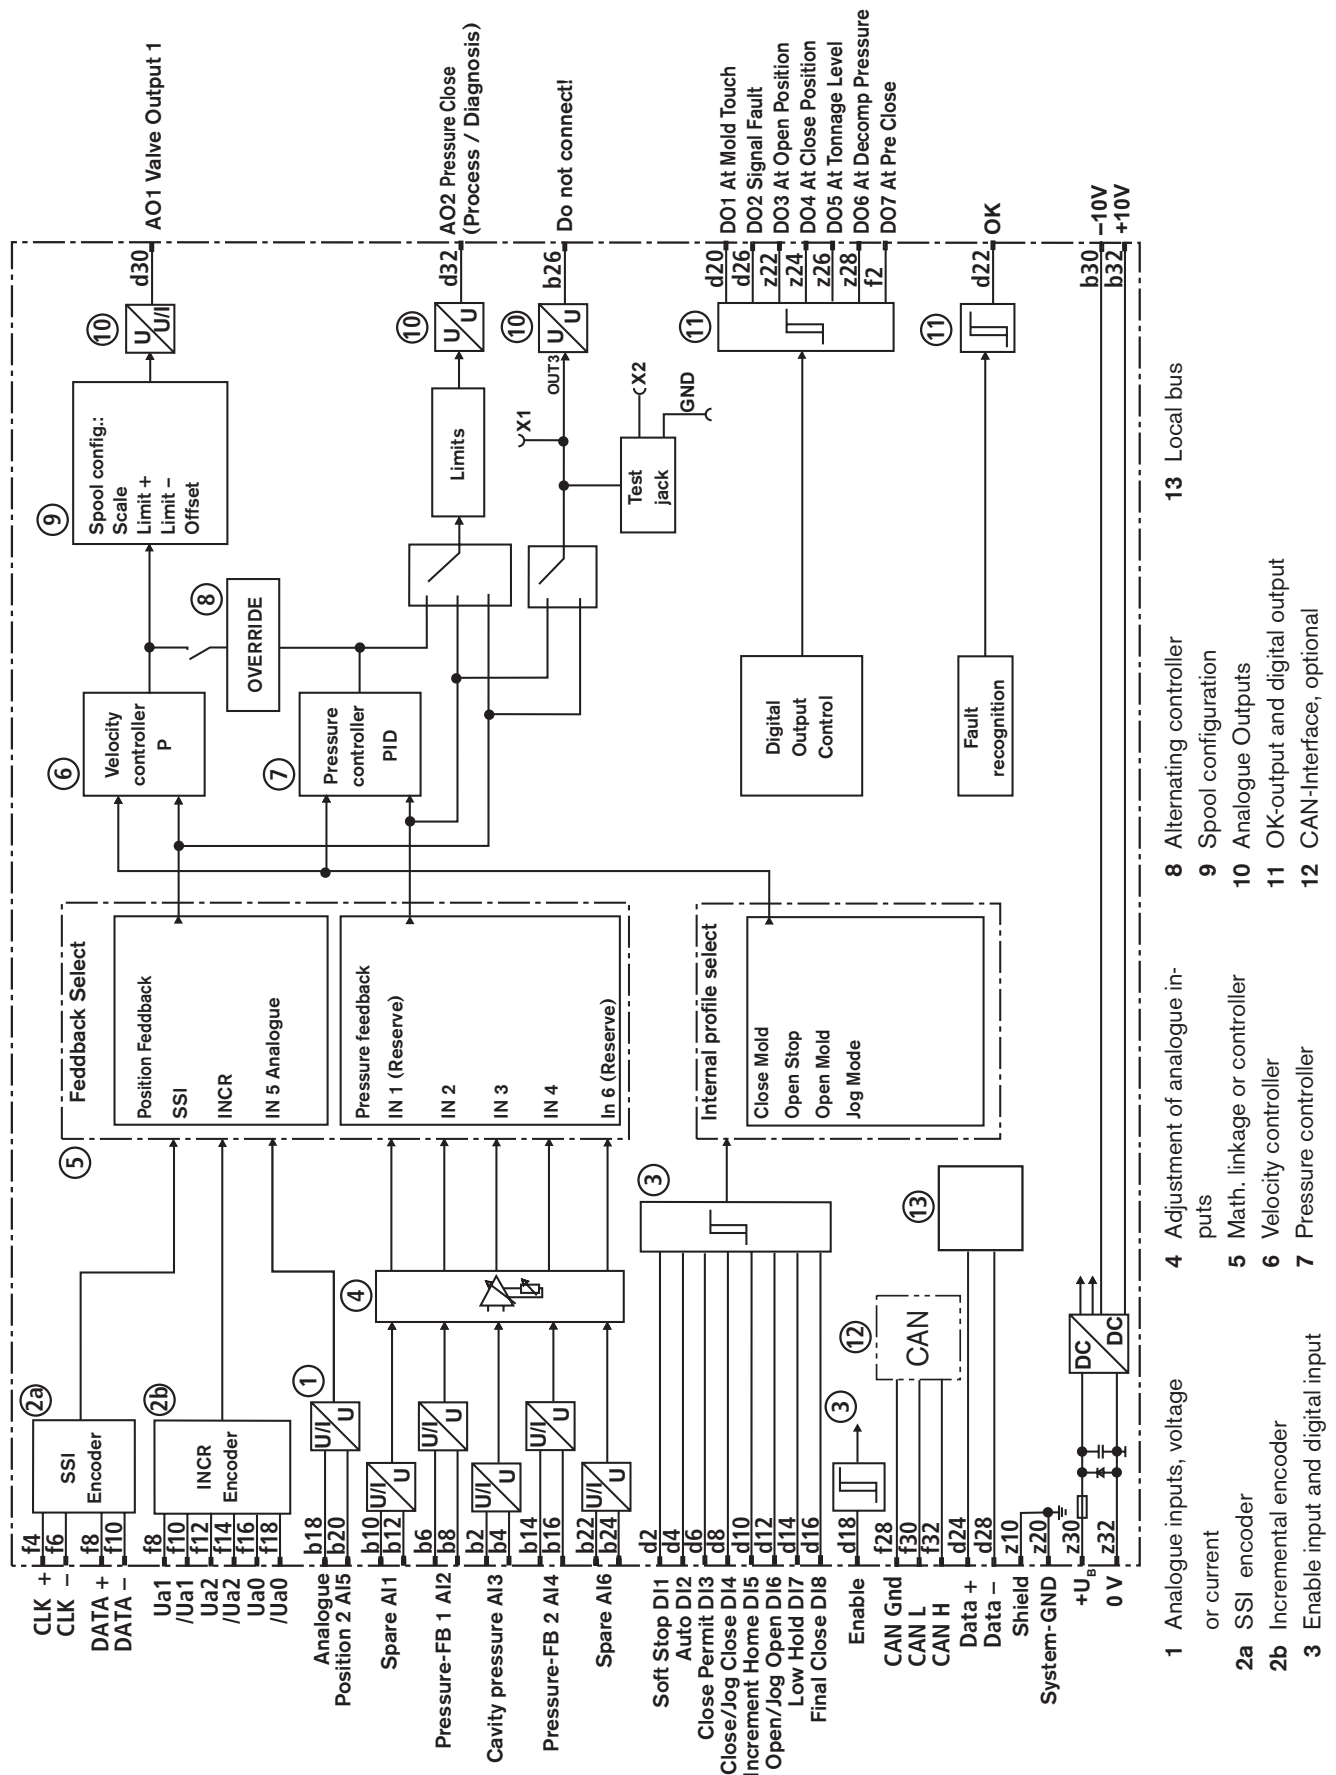 CLK +
CLK –
DATA +
DATA –
f4
f6
f8
f10
SSI
Encoder
2a
Ua1
/Ua1
Ua2
/Ua2
Ua0
/Ua0
f8
f10
f12
f14
f16
f18
INCR
Encoder
2b
Analogue
Position 2 AI5
b18
b20
U/I
U
1
Spare AI1
b10
b12
U/I
U
Pressure-FB 1 AI2
b6
b8
U/I
U
Cavity pressure AI3
b2
b4
U/I
U
Pressure-FB 2 AI4
b14
b16
U/I
U
Spare AI6
b22
b24
U/I
U
4
5
Feddback Select
Position Feddback
SSI
INCR
IN 5 Analogue
Pressure feedback
IN 1 (Reserve)
IN 2
IN 3
IN 4
In 6 (Reserve)
6
Velocity
controller
P
7
Pressure
controller
PID
8
OVERRIDE
9
Spool config.:
Scale
Limit +
Limit –
Offset
10
U
U/I
d30
AO1 Valve Output 1
Limits
10
U
U
d32
AO2 Pressure Close
(Process / Diagnosis)
X1
OUT3
10
U
U
b26
Do not connect!
Test
jack
X2
GND
Soft Stop DI1
Auto DI2
Close Permit DI3
Close/Jog Close DI4
Increment Home DI5
Open/Jog Open DI6
Low Hold DI7
Final Close DI8
d2
d4
d6
d8
d10
d12
d14
d16
3
Internal profile select
Close Mold
Open Stop
Open Mold
Jog Mode
Digital
Output
Control
11
d20
d26
z22
z24
z26
z28
f2
DO1 At Mold Touch
DO2 Signal Fault
DO3 At Open Position
DO4 At Close Position
DO5 At Tonnage Level
DO6 At Decomp Pressure
DO7 At Pre Close
Enable
d18
3
Fault
recognition
11
d22
OK
CAN Gnd
CAN L
CAN H
f28
f30
f32
12
CAN
Data +
Data –
d24
d28
13
Shield
System-GND
z10
z20
+UB
0 V
z30
z32
DC
DC
b30
b32
–10V
+10V
1 Analogue inputs, voltage
or current
2a SSI encoder
2b Incremental encoder
3 Enable input and digital input
4 Adjustment of analogue in-
puts
5 Math. linkage or controller
6 Velocity controller
7 Pressure controller
8 Alternating controller
9 Spool configuration
10 Analogue Outputs
11 OK-output and digital output
12 CAN-Interface, optional
13 Local bus